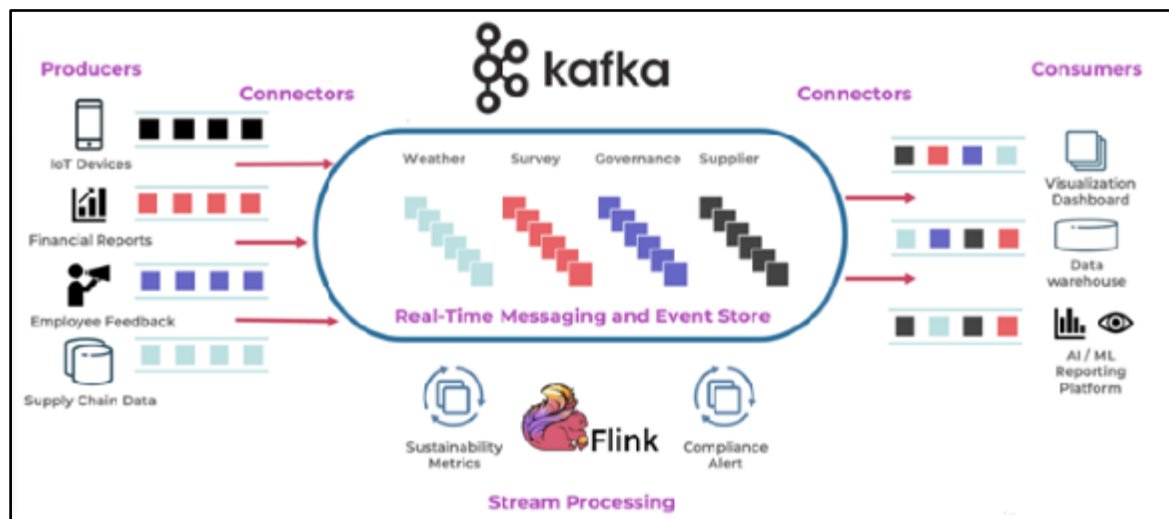 kafka
Producers
Connectors
Connectors
Consumers
IoT Devices
Financial Reports
Employee Feedback
Supply Chain Data
Weather
Survey
Governance
Supplier
Real-Time Messaging and Event Store
Visualization
Dashboard
Data
warehouse
AI / ML
Reporting
Platform
Sustainability
Metrics
Flink
Compliance
Alert
Stream Processing